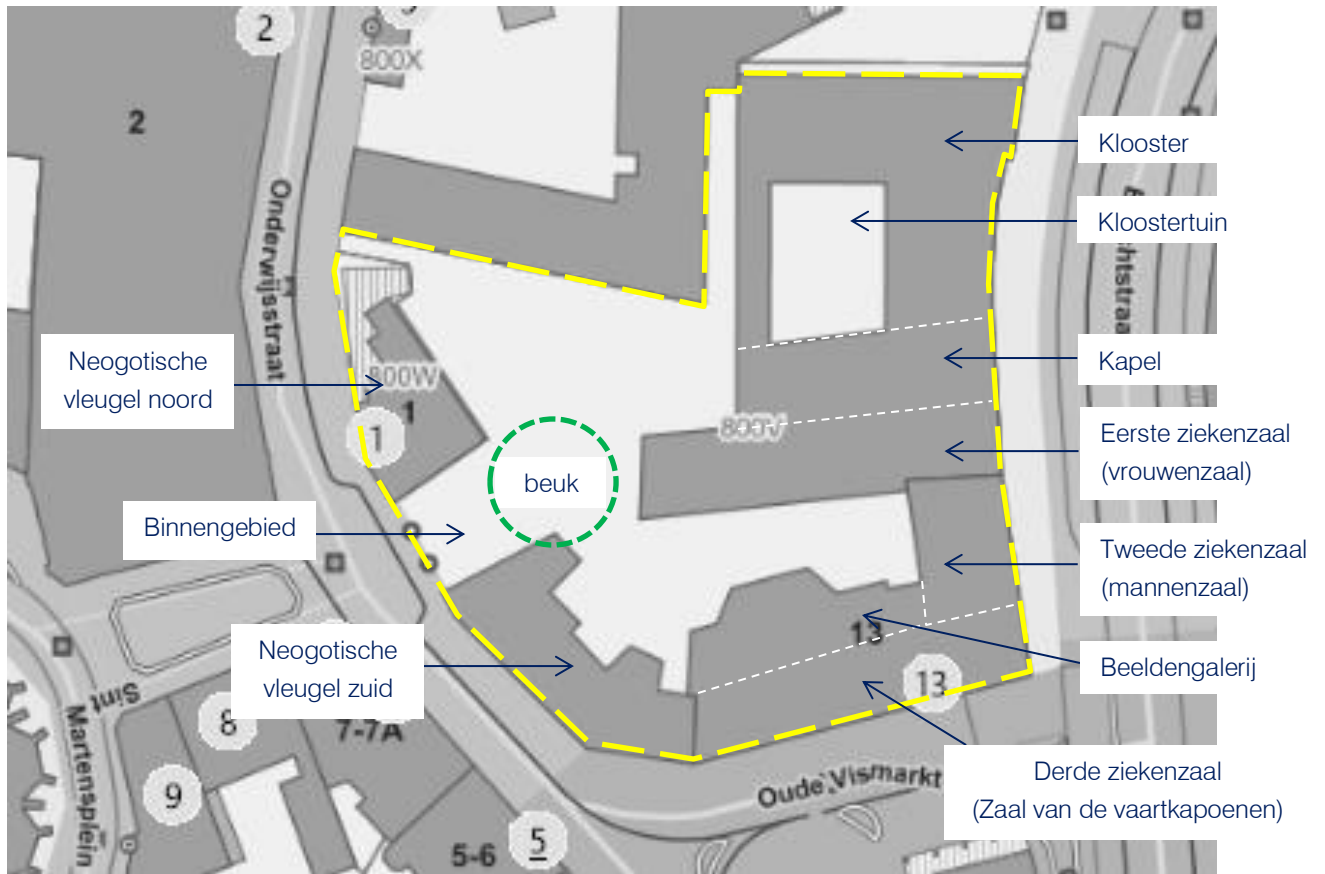 2
800X
2
Klooster
Kloostertuin
Onderwijsstraat
Neogotische
vleugel noord
800W
1
1
Kapel
800V
Eerste ziekenzaal
(vrouwenzaal)
beuk
Binnengebied
Tweede ziekenzaal
(mannenzaal)
Neogotische
vleugel zuid
13
Beeldengalerij
13
Sint
Martensplein
8
7-7A
9
Oude Vismarkt
Derde ziekenzaal
(Zaal van de vaartkapoenen)
5-6
5